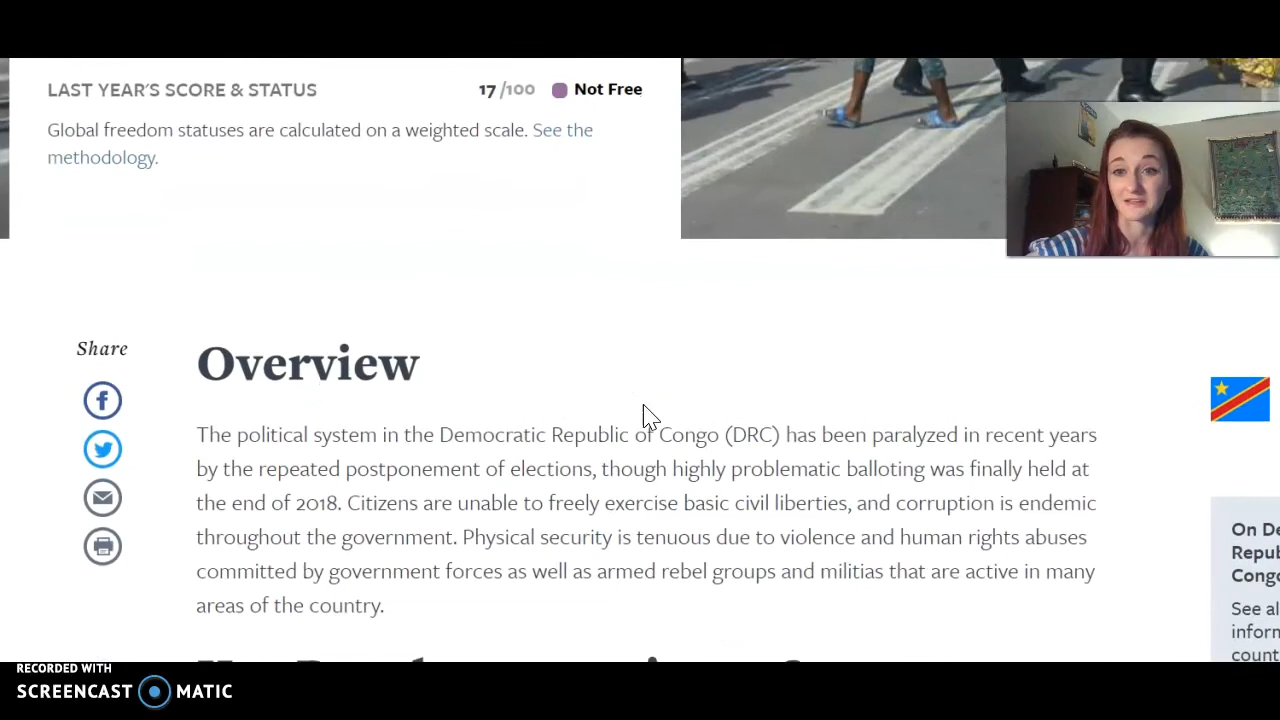 LAST YEAR'S SCORE & STATUS 17 /100 Not Free
Global freedom statuses are calculated on a weighted scale. See the
methodology.
Share
Overview
The political system in the Democratic Republic of Congo (DRC) has been paralyzed in recent years
by the repeated postponement of elections, though highly problematic balloting was finally held at
the end of 2018. Citizens are unable to freely exercise basic civil liberties, and corruption is endemic
throughout the government. Physical security is tenuous due to violence and human rights abuses
committed by government forces as well as armed rebel groups and militias that are active in many
areas of the country.
On De
Repub
Congo
See al
inform
count
RECORDED WITH
SCREENCAST MATIC